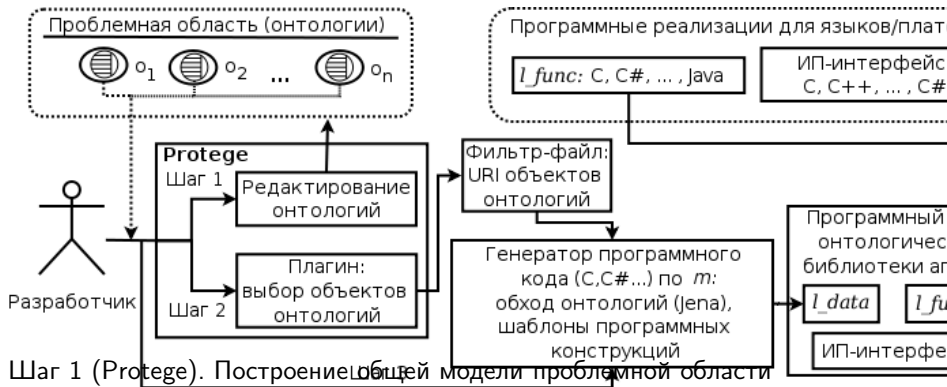 Проблемная область (онтологии)
o1 o2 ... on
Программные реализации для языков/плат
l_func: C, C#, ... , Java
ИП-интерфейс
C, C++, ... , C#
Protege
Шаг 1
Редактирование
онтологий
Фильтр-файл:
URI объектов
онтологий
Разработчик
Шаг 2
Плагин:
выбор объектов
онтологий
Генератор программного
кода (C,C#...) по m:
обход онтологий (Jena),
шаблоны программных
конструкций
Программный
онтологичес
библиотеки ап
l_data
l_fu
ИП-интерфе
Шаг 3
Шаг 1 (Protege). Построение общей модели проблемной области